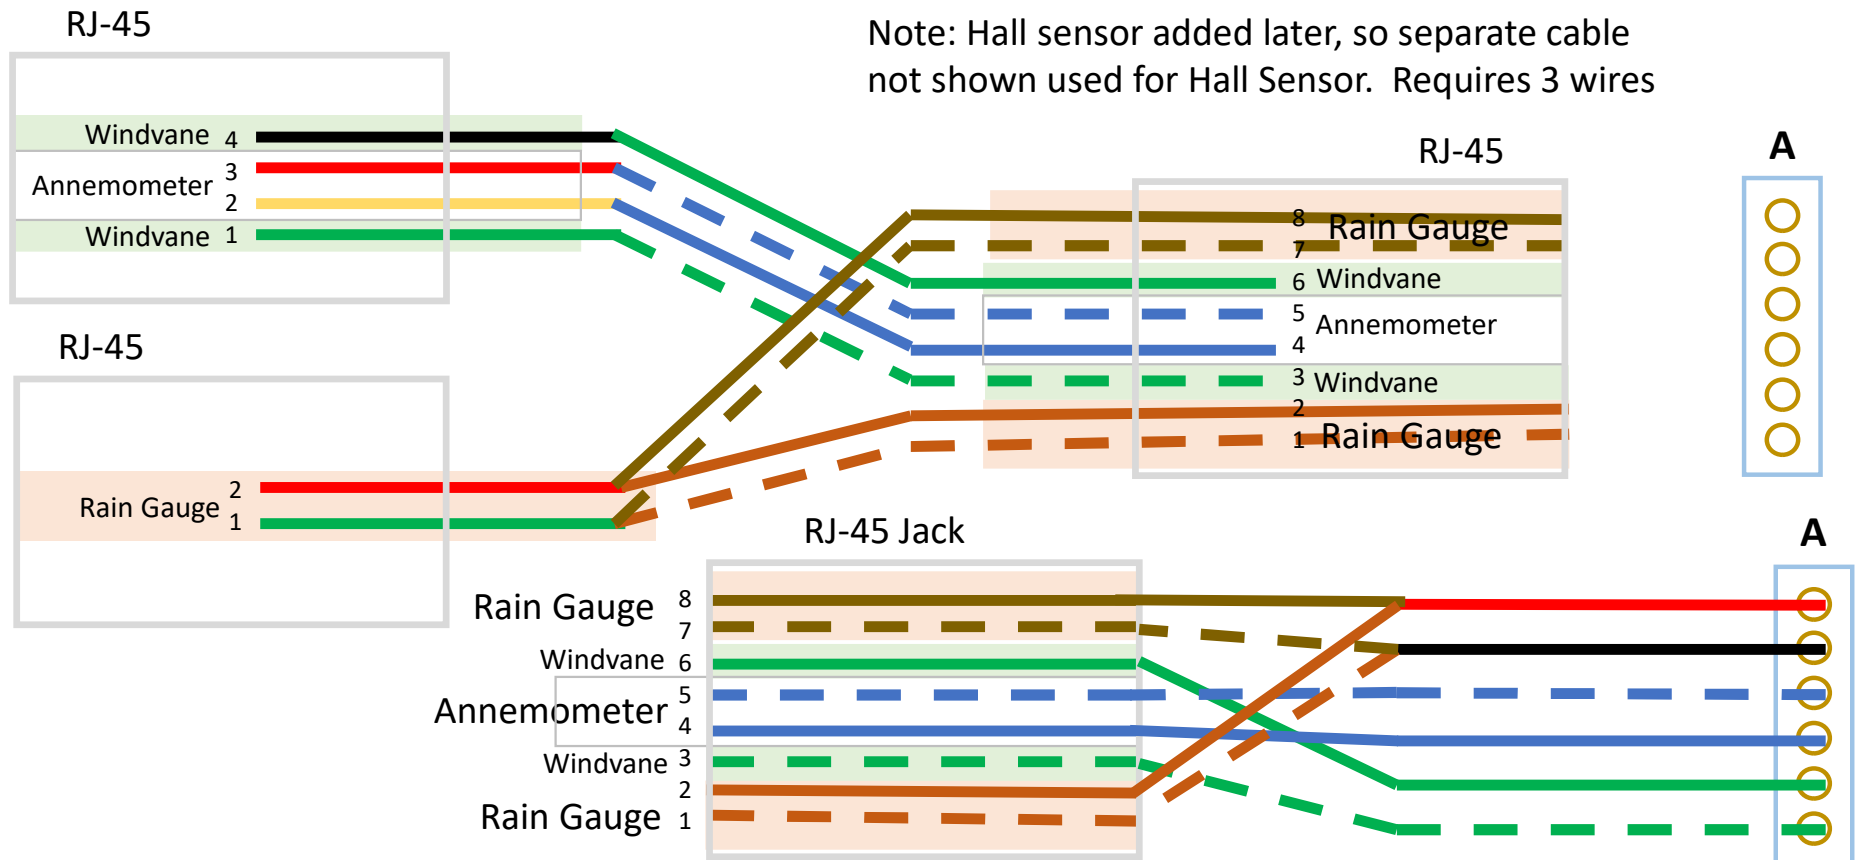 RJ-45
Note: Hall sensor added later, so separate cable
not shown used for Hall Sensor.  Requires 3 wires
Windvane 4
3
Annemometer
2
Windvane 1
RJ-45
A
8
Rain Gauge
7
6 Windvane
5
Annemometer
4
3 Windvane
2
Rain Gauge
1
RJ-45
2
Rain Gauge
1
RJ-45 Jack
A
Rain Gauge 8
7
Windvane 6
5
Annemometer
4
Windvane 3
2
Rain Gauge 1